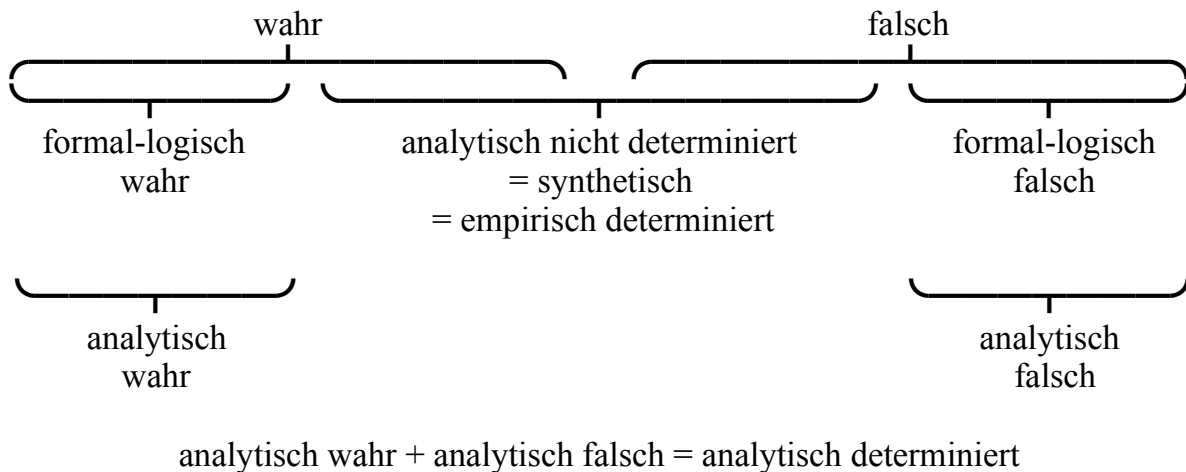 wahr falsch
formal-logisch analytisch nicht determiniert formal-logisch
wahr = synthetisch falsch
= empirisch determiniert
analytisch analytisch
wahr falsch
analytisch wahr + analytisch falsch = analytisch determiniert